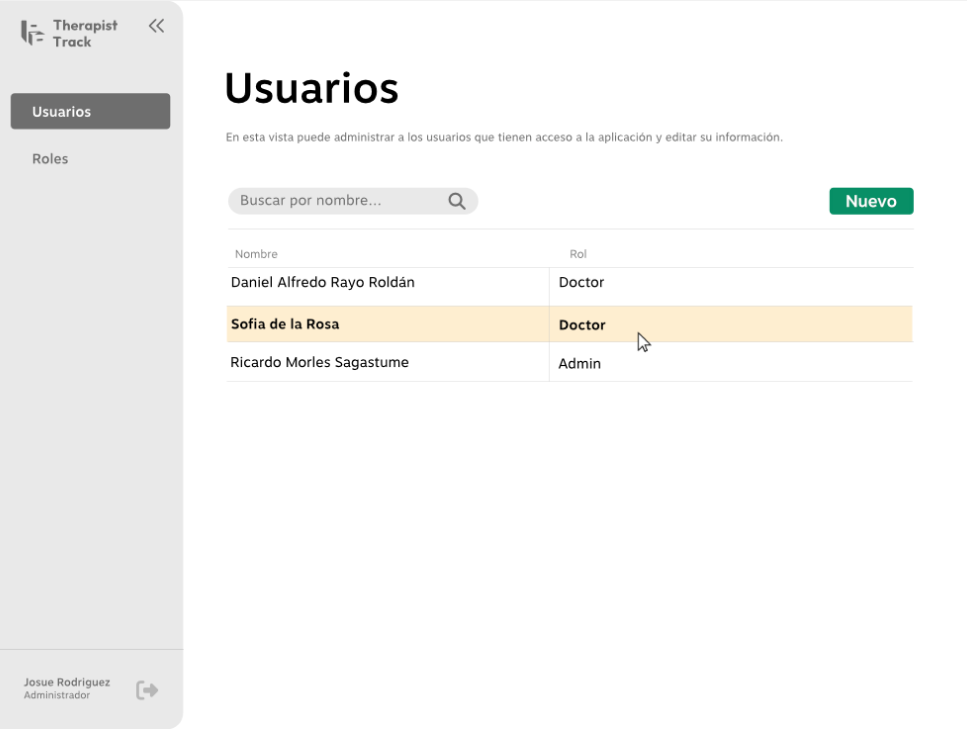 Therapist
Track
Usuarios
Roles
Usuarios
En esta vista puede administrar a los usuarios que tienen acceso a la aplicación y editar su información.
Buscar por nombre...
Nuevo
Nombre Rol
Daniel Alfredo Rayo Roldán Doctor
Sofia de la Rosa Doctor
Ricardo Morles Sagastume Admin
Josue Rodriguez
Administrador